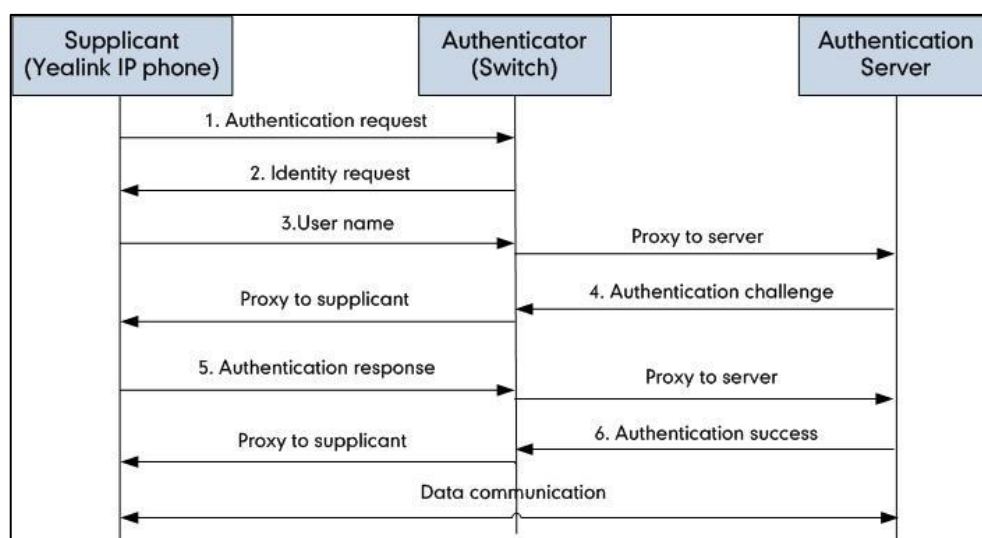 Supplicant
(Yealink IP phone)
Authenticator
(Switch)
Authentication
Server
1. Authentication request
2. Identity request
3.User name
Proxy to server
4. Authentication challenge
Proxy to supplicant
5. Authentication response
Proxy to server
6. Authentication success
Proxy to supplicant
Data communication